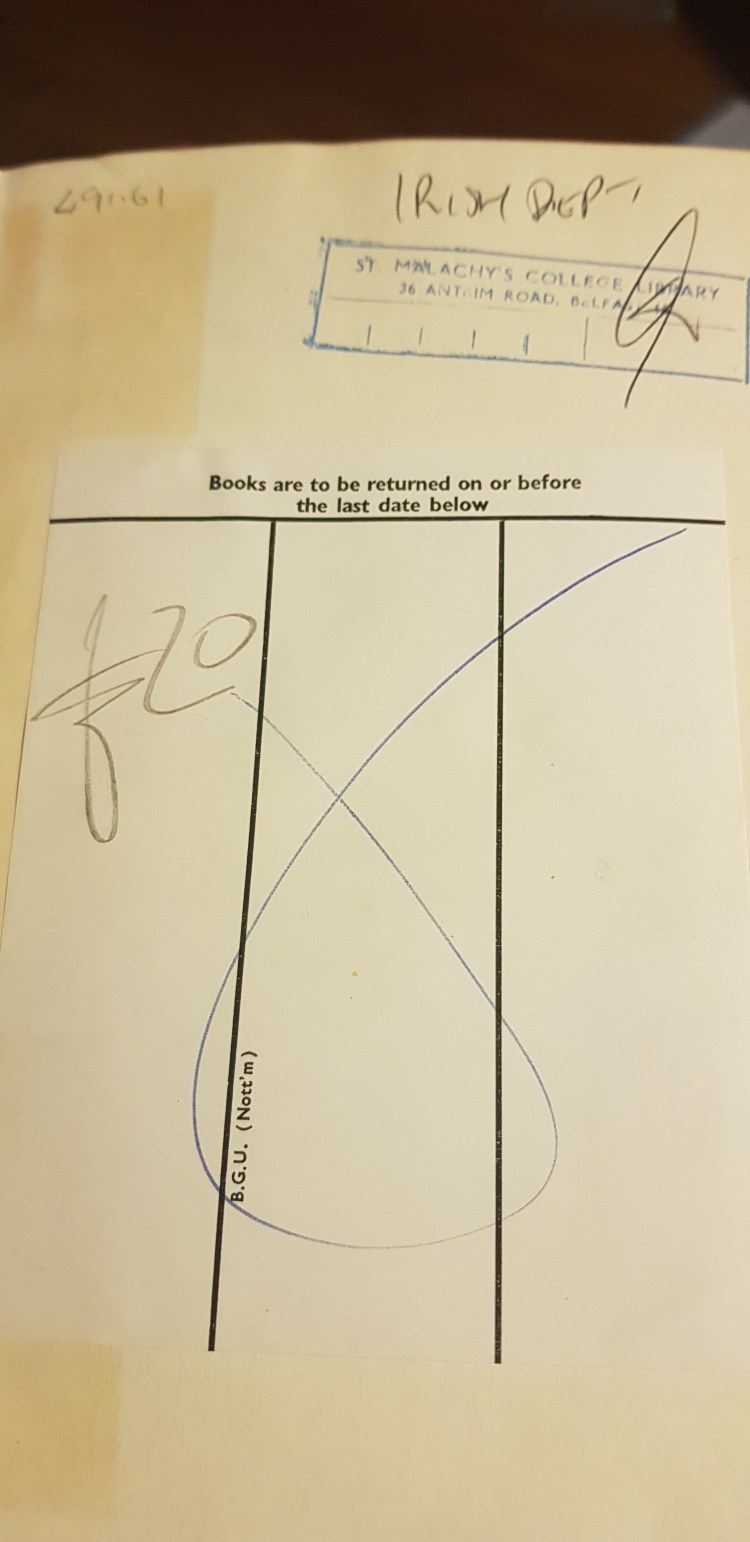 491.61
IRISH DEPT
ST. MALACHY'S COLLEGE LIBRARY
36 ANTRIM ROAD, BELFAST
Books are to be returned on or before
the last date below
£20
B.G.U. (Nott'm)